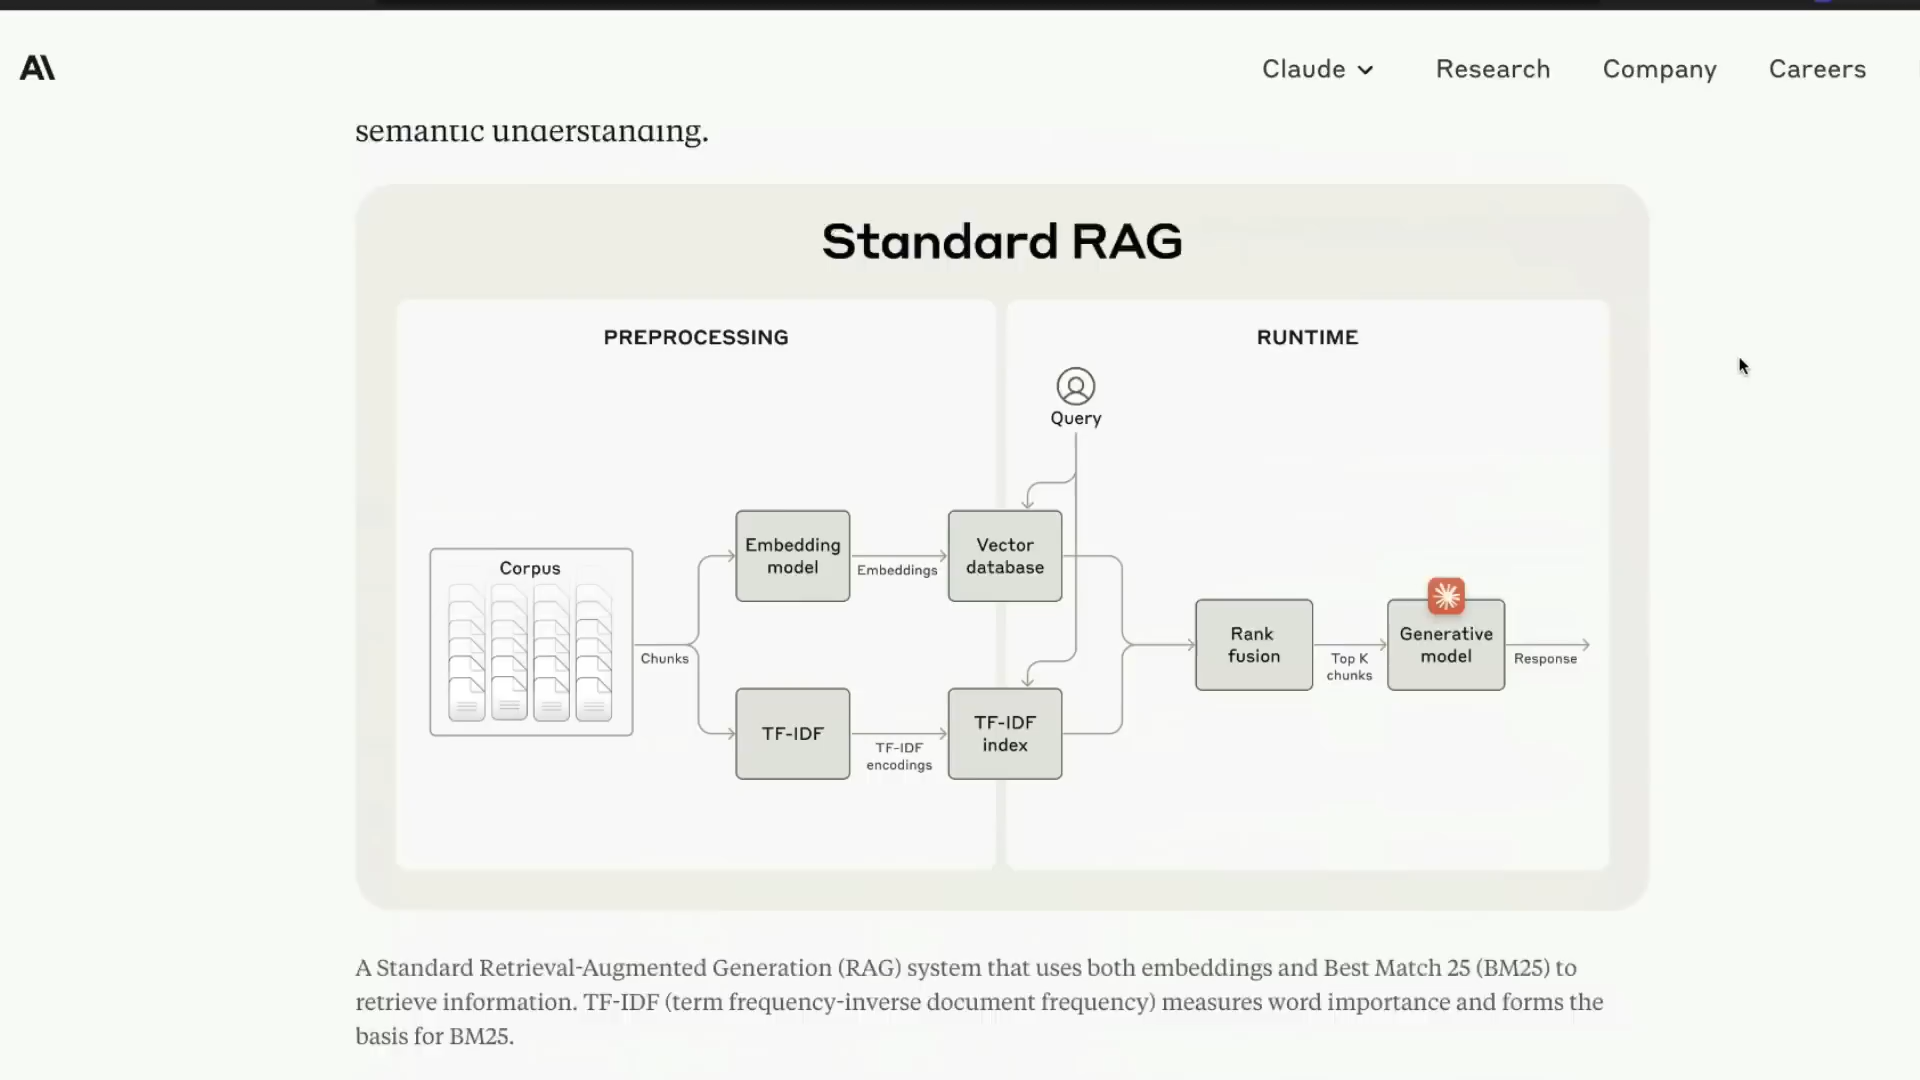 A\
Claude
Research
Company
Careers
semantic understanding.
Standard RAG
PREPROCESSING
RUNTIME
Query
Corpus
Chunks
Embedding
model
Embeddings
Vector
database
TF-IDF
TF-IDF
encodings
TF-IDF
index
Rank
fusion
Top K
chunks
Generative
model
Response
A Standard Retrieval-Augmented Generation (RAG) system that uses both embeddings and Best Match 25 (BM25) to
retrieve information. TF-IDF (term frequency-inverse document frequency) measures word importance and forms the
basis for BM25.